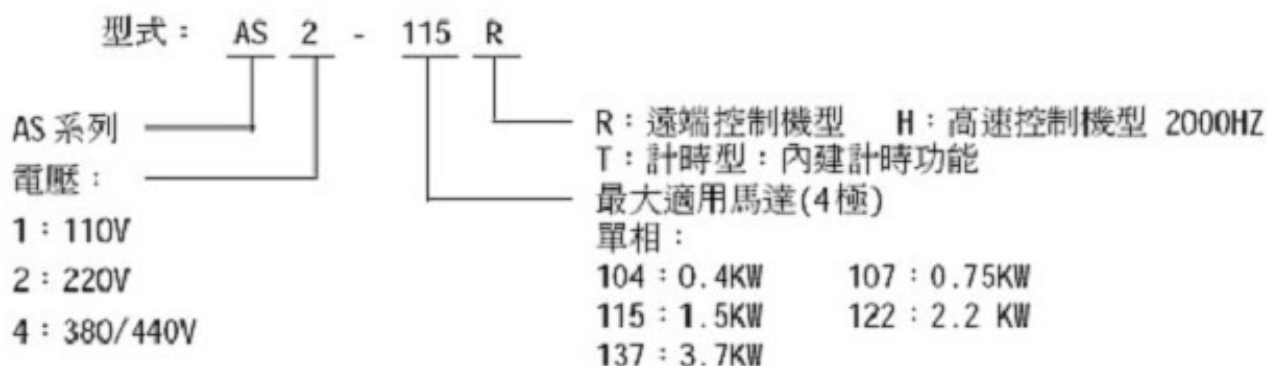 型式： AS 2 - 115 R
AS 系列
電壓：
1：110V
2：220V
4：380/440V
R：遠端控制機型 H：高速控制機型 2000HZ
T：計時型：內建計時功能
最大適用馬達(4極)
單相：
104：0.4KW 107：0.75KW
115：1.5KW 122：2.2 KW
137：3.7KW